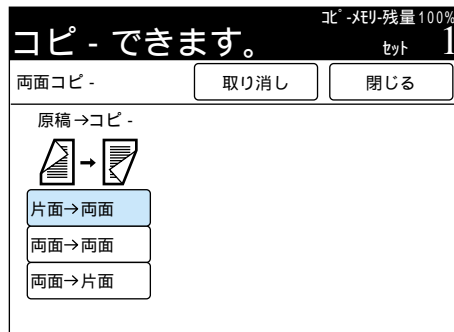 ｺﾋﾟｰﾒﾓﾘｰ残量100%
コピ - できます。
ｾｯﾄ 1
両面コピ -
取り消し
閉じる
原稿→コピ -
片面→両面
両面→両面
両面→片面